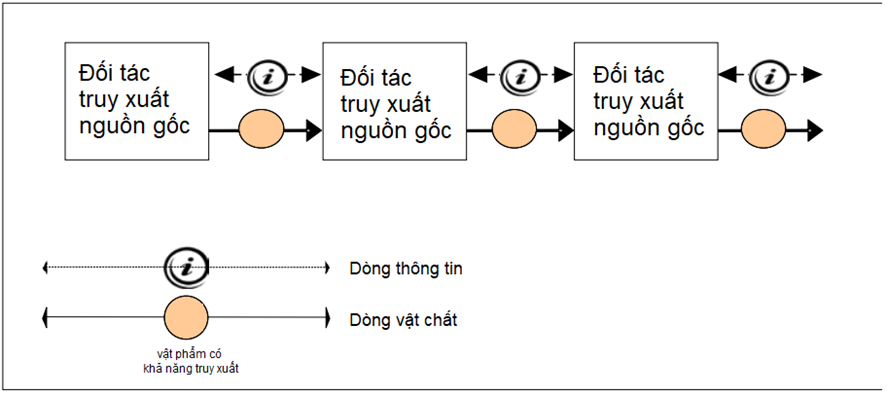 Đối tác
truy xuất
nguồn gốc
i
Đối tác
truy xuất
nguồn gốc
i
Đối tác
truy xuất
nguồn gốc
i
i
Dòng thông tin
Dòng vật chất
vật phẩm có
khả năng truy xuất